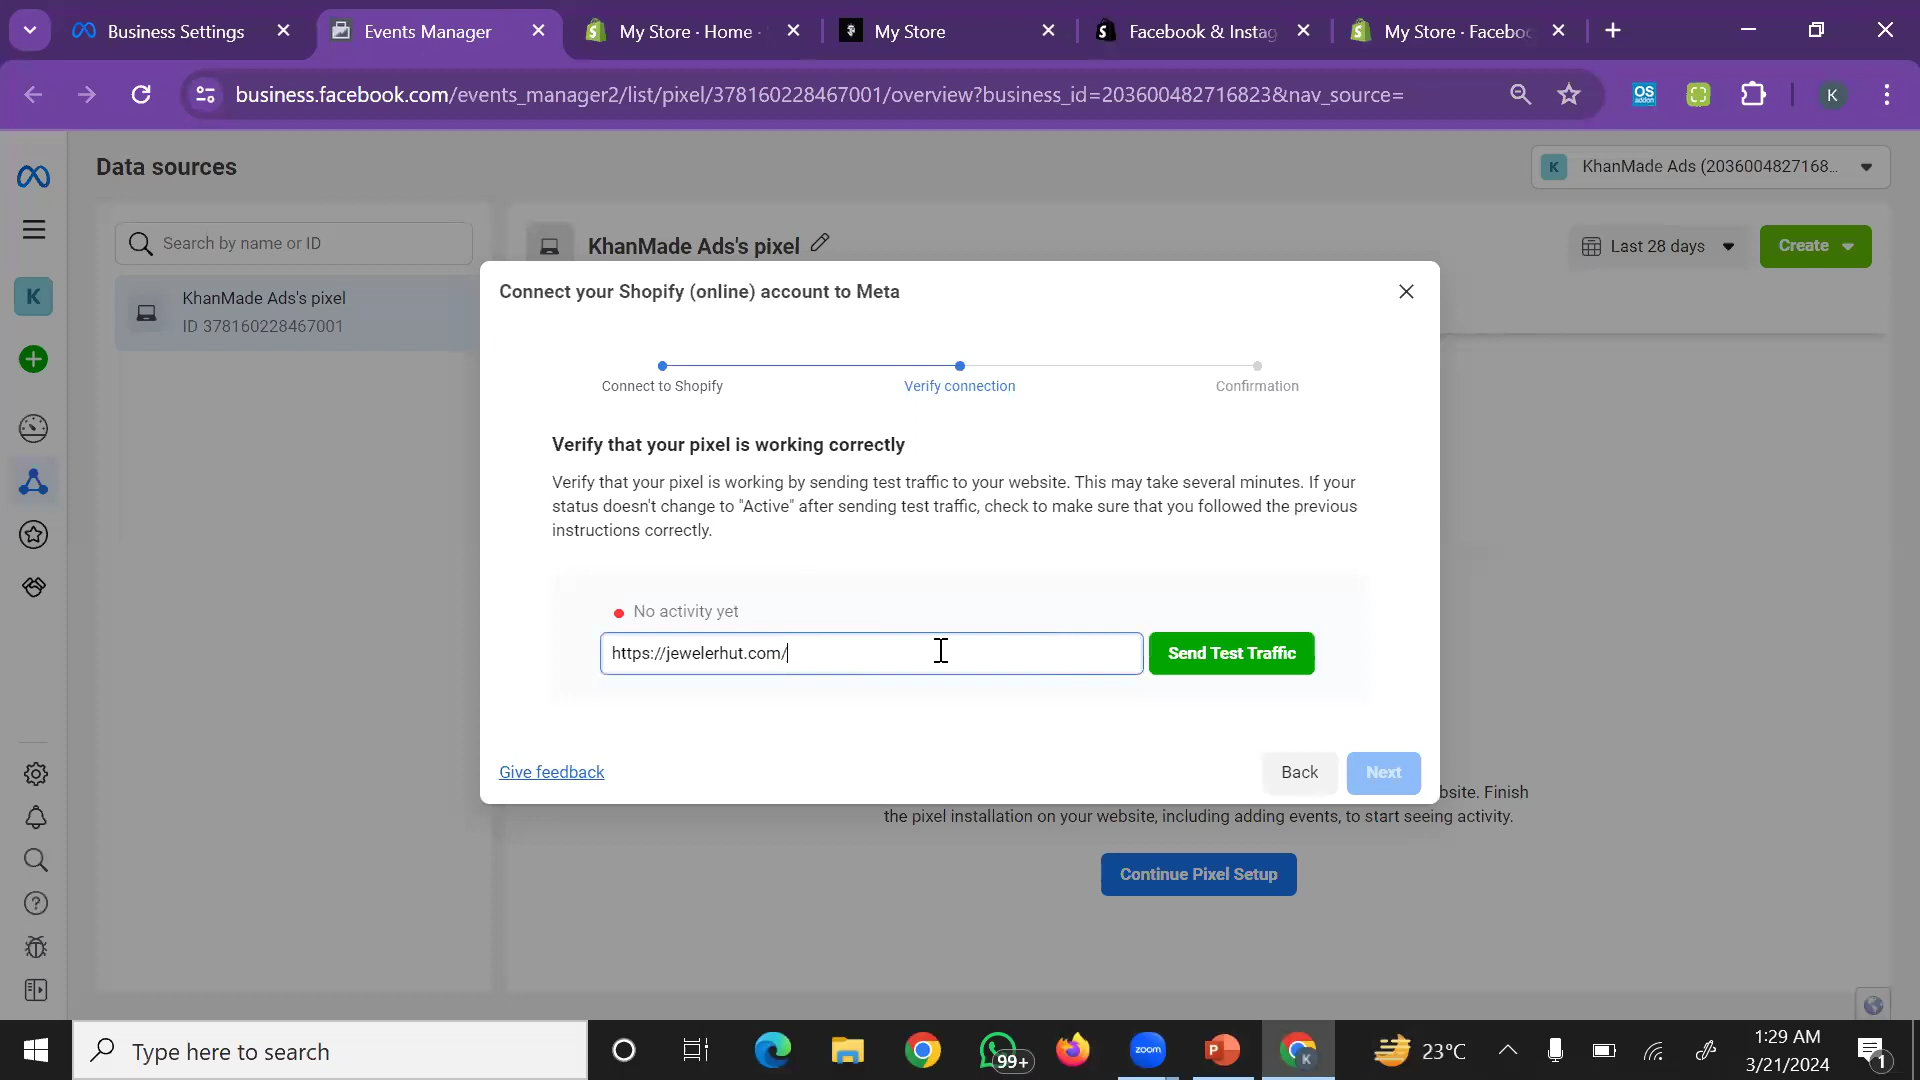 Business Settings
Events Manager
My Store · Home ·
My Store
Facebook & Instag
My Store · Faceboo
business.facebook.com/events_manager2/list/pixel/378160228467001/overview?business_id=203600482716823&nav_source=
OS
addon
K
Data sources
K
KhanMade Ads (2036004827168...
Search by name or ID
KhanMade Ads's pixel
Last 28 days
Create
K
KhanMade Ads's pixel
ID 378160228467001
Connect your Shopify (online) account to Meta
Connect to Shopify
Verify connection
Confirmation
Verify that your pixel is working correctly
Verify that your pixel is working by sending test traffic to your website. This may take several minutes. If your
status doesn't change to "Active" after sending test traffic, check to make sure that you followed the previous
instructions correctly.
No activity yet
https://jewelerhut.com/
Send Test Traffic
Give feedback
Back
Next
bsite. Finish
the pixel installation on your website, including adding events, to start seeing activity.
Continue Pixel Setup
Type here to search
99+
zoom
P
K
23°C
1:29 AM
3/21/2024
1